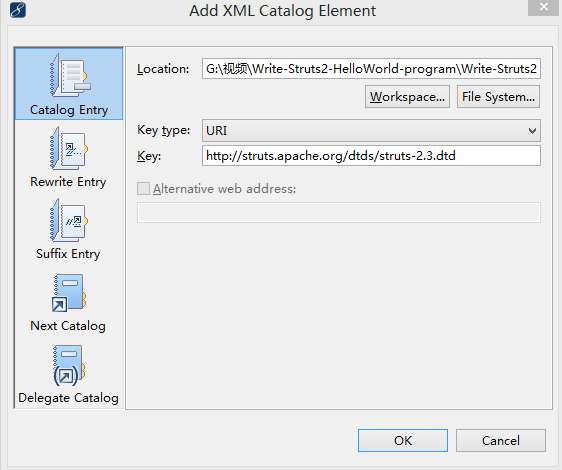 Add XML Catalog Element
Catalog Entry
Rewrite Entry
Suffix Entry
Next Catalog
Delegate Catalog
Location: G:\视频\Write-Struts2-HelloWorld-program\Write-Struts2
Workspace... File System...
Key type: URI
Key: http://struts.apache.org/dtds/struts-2.3.dtd
Alternative web address:
OK Cancel